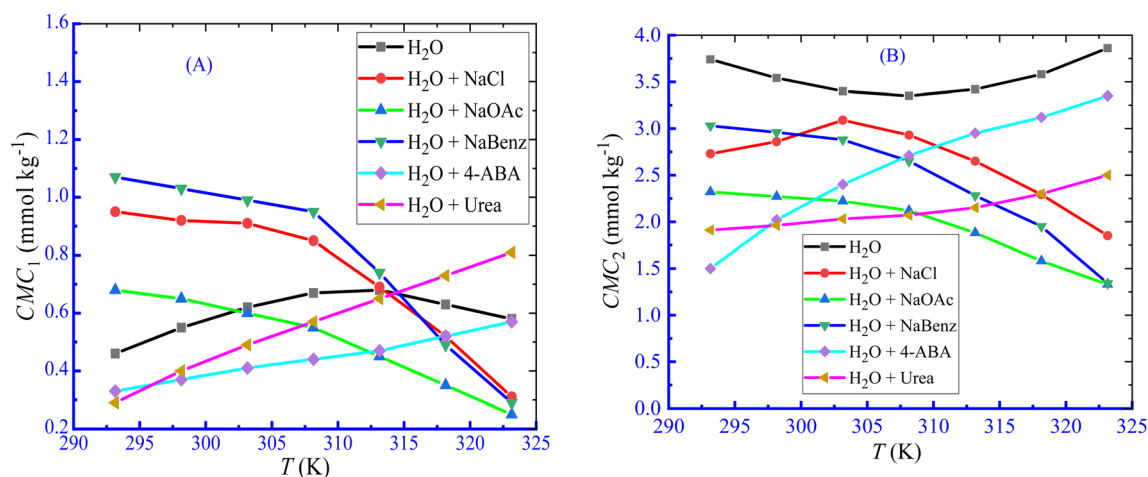 (A)
CMC₁ (mmol kg⁻¹)
1.6
1.4
1.2
1.0
0.8
0.6
0.4
0.2
H₂O
H₂O + NaCl
H₂O + NaOAc
H₂O + NaBenz
H₂O + 4-ABA
H₂O + Urea
290 295 300 305 310 315 320 325
T (K)
(B)
CMC₂ (mmol kg⁻¹)
4.0
3.5
3.0
2.5
2.0
1.5
1.0
0.5
0.0
H₂O
H₂O + NaCl
H₂O + NaOAc
H₂O + NaBenz
H₂O + 4-ABA
H₂O + Urea
290 295 300 305 310 315 320 325
T (K)